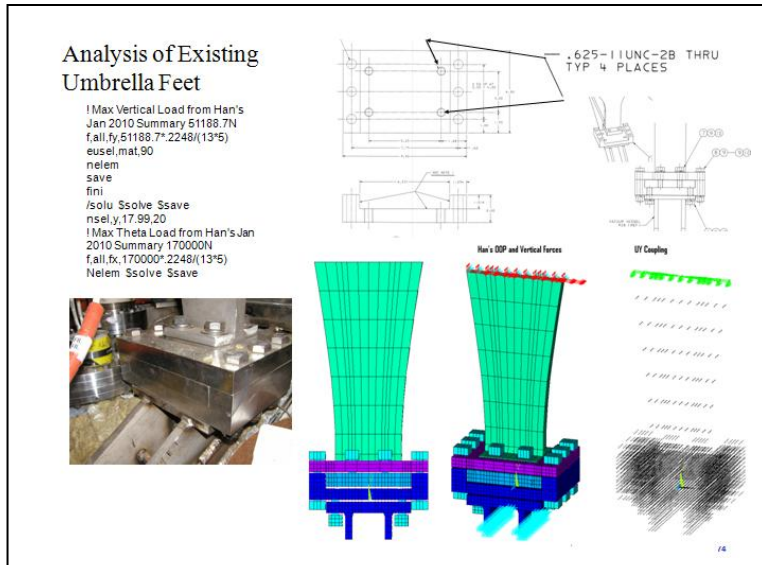 Analysis of Existing
Umbrella Feet
! Max Vertical Load from Han's
Jan 2010 Summary 51188.7N
f,all,fy,51188.7*.2248/(13*5)
eusel,mat,90
nelem
save
fini
/solu $solve $save
nsel,y,17.99,20
! Max Theta Load from Han's Jan
2010 Summary 170000N
f,all,fx,170000*.2248/(13*5)
Nelem $solve $save
.625-11UNC-2B THRU
TYP 4 PLACES
Han's OOP and Vertical Forces
UY Coupling
74